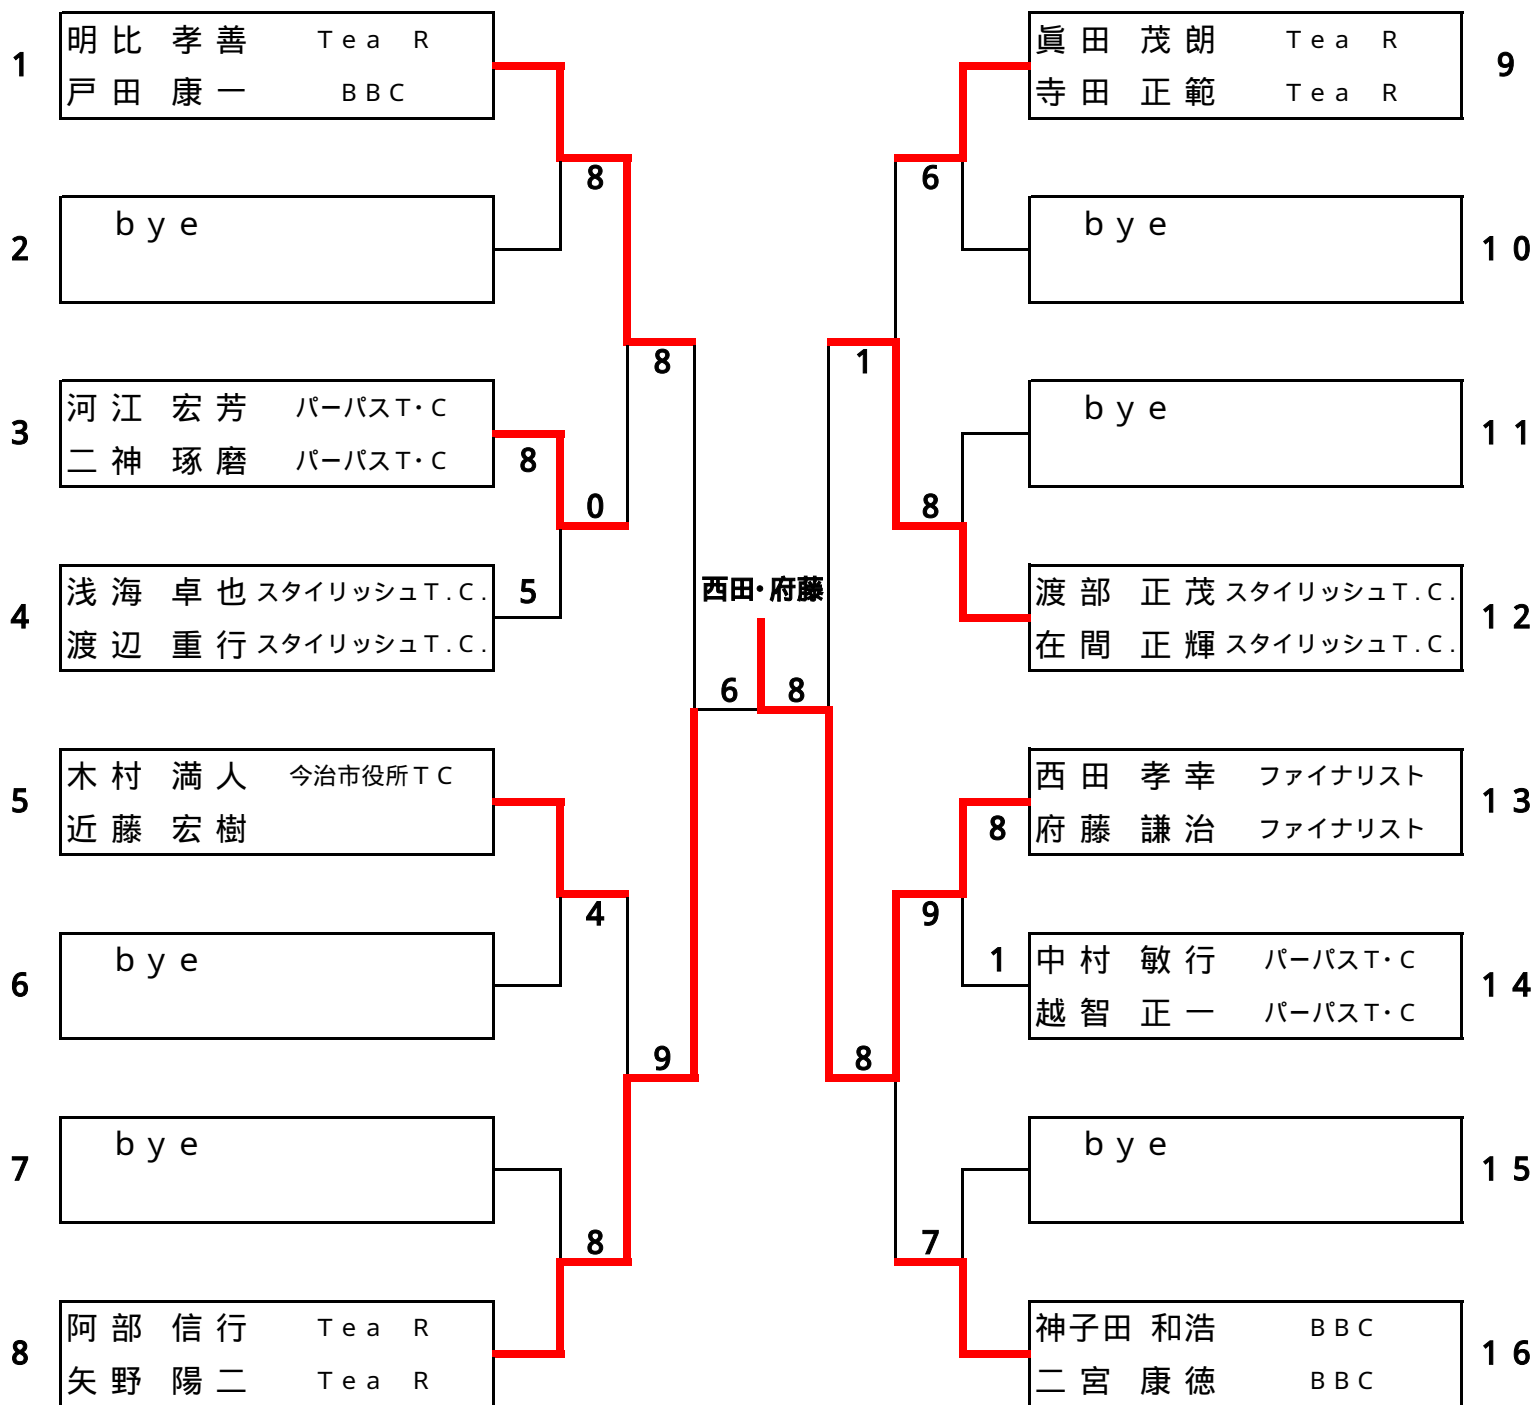 1
明比 孝善 Tea R
戸田 康一 BBC
2
bye
3
河江 宏芳 パーパスT・C
二神 琢磨 パーパスT・C
4
浅海 卓也 スタイリッシュT.C.
渡辺 重行 スタイリッシュT.C.
5
木村 満人 今治市役所TC
近藤 宏樹
6
bye
7
bye
8
阿部 信行 Tea R
矢野 陽二 Tea R
8
8
5
8
0
4
8
8
9
西田・府藤
6 8
1
8
6
8
9
7
8
1
眞田 茂朗 Tea R
寺田 正範 Tea R
9
bye
10
bye
11
渡部 正茂 スタイリッシュT.C.
在間 正輝 スタイリッシュT.C.
12
西田 孝幸 ファイナリスト
府藤 謙治 ファイナリスト
13
中村 敏行 パーパスT・C
越智 正一 パーパスT・C
14
bye
15
神子田 和浩 BBC
二宮 康徳 BBC
16